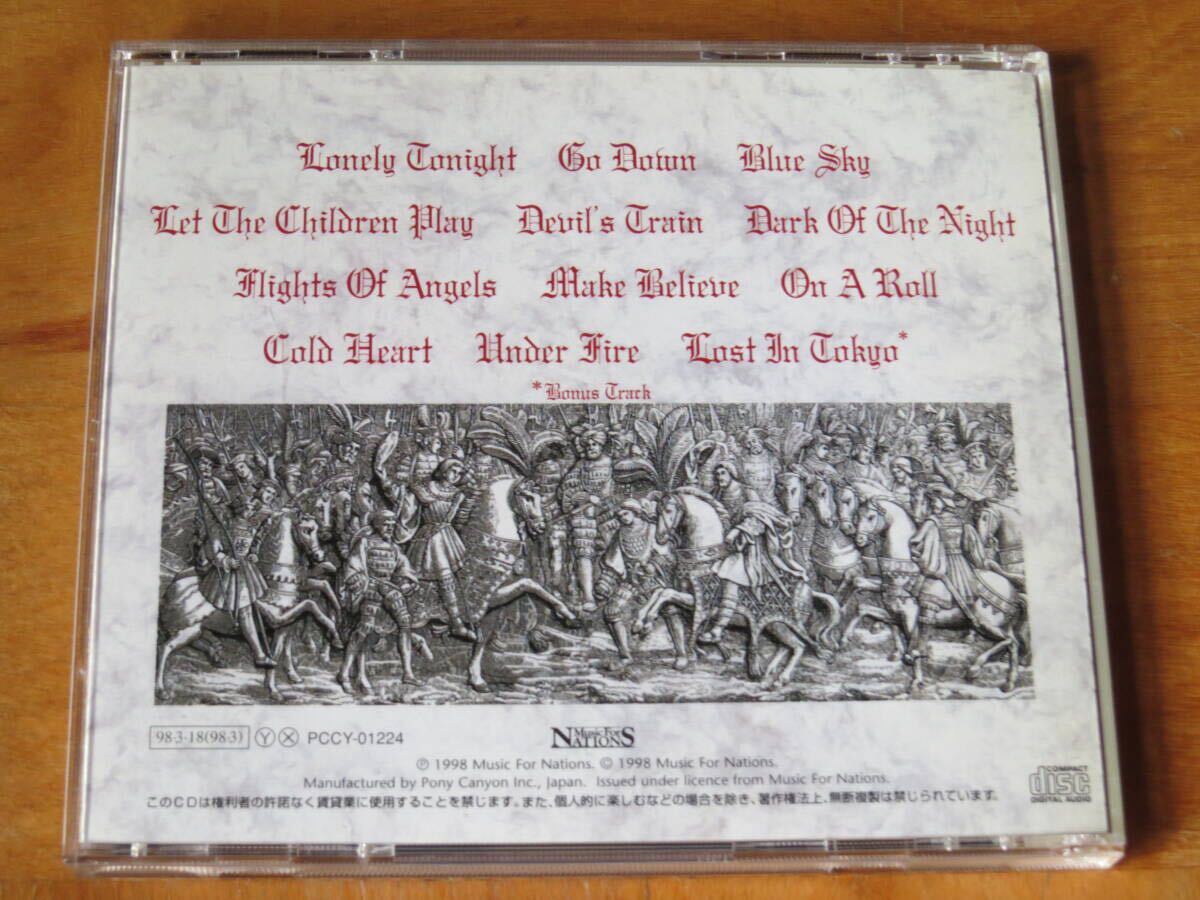 Lonely Tonight Go Down Blue Sky
Let The Children Play Devil's Train Dark Of The Night
Flights Of Angels Make Believe On A Roll
Cold Heart Under Fire Lost In Tokyo*
*Bonus Track
98·3·18(98·3) Y X PCCY-01224
Music For NATIONS
℗ 1998 Music For Nations. © 1998 Music For Nations.
Manufactured by Pony Canyon Inc., Japan. Issued under licence from Music For Nations.
COMPACT disc DIGITAL AUDIO
このCDは権利者の許諾なく賃貸業に使用することを禁じます。また、個人的に楽しむなどの場合を除き、著作権法上、無断複製は禁じられています。